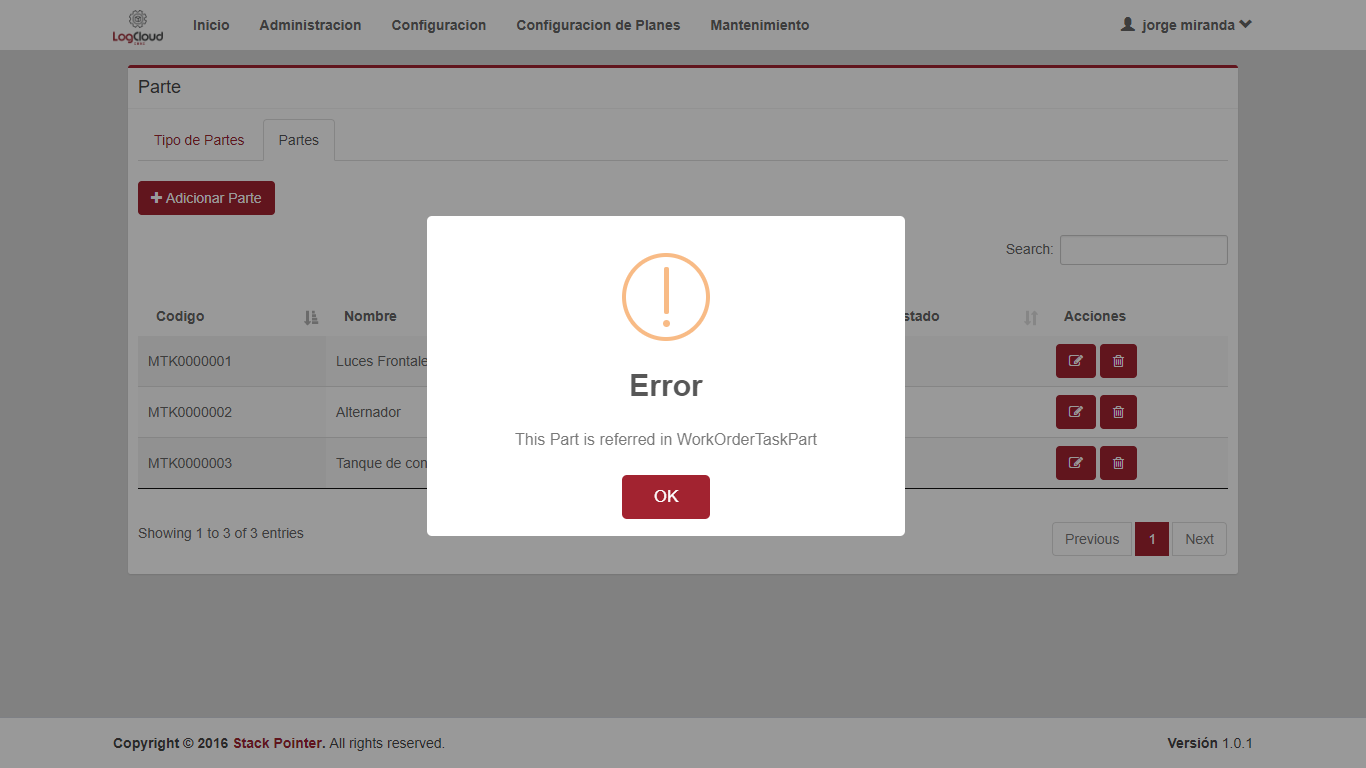 LogCloud Inicio Administracion Configuracion Configuracion de Planes Mantenimiento jorge miranda
Parte
Tipo de Partes Partes
Adicionar Parte
Search:
Codigo Nombre stado Acciones
MTK0000001 Luces Frontale
MTK0000002 Alternador
MTK0000003 Tanque de con
Error
This Part is referred in WorkOrderTaskPart
OK
Showing 1 to 3 of 3 entries Previous 1 Next
Copyright © 2016 Stack Pointer. All rights reserved. Versión 1.0.1